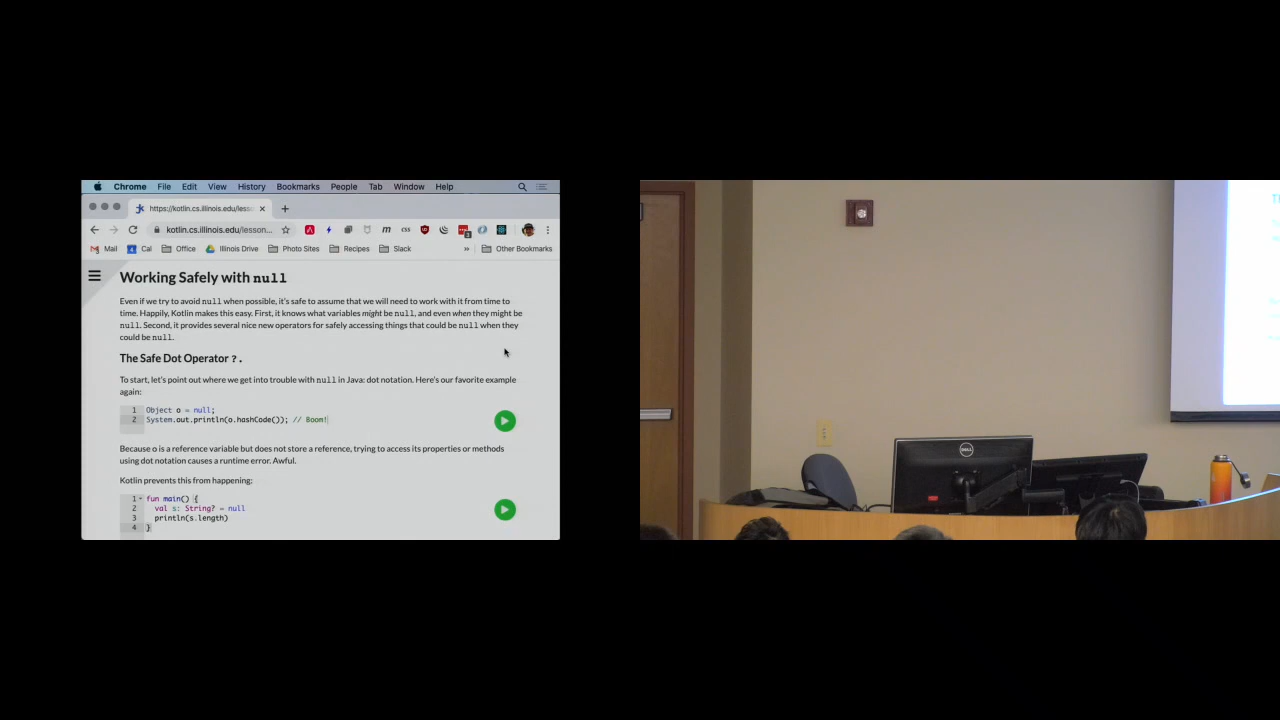 Chrome File Edit View History Bookmarks People Tab Window Help
https://kotlin.cs.illinois.edu/less
kotlin.cs.illinois.edu/lesson...
Mail Cal Office Illinois Drive Photo Sites Recipes Slack » Other Bookmarks
Working Safely with null
Even if we try to avoid null when possible, it's safe to assume that we will need to work with it from time to
time. Happily, Kotlin makes this easy. First, it knows what variables might be null, and even when they might be
null. Second, it provides several nice new operators for safely accessing things that could be null when they
could be null.
The Safe Dot Operator ?.
To start, let's point out where we get into trouble with null in Java: dot notation. Here's our favorite example
again:
1 Object o = null;
2 System.out.println(o.hashCode()); // Boom!
Because o is a reference variable but does not store a reference, trying to access its properties or methods
using dot notation causes a runtime error. Awful.
Kotlin prevents this from happening:
1 fun main() {
2 val s: String? = null
3 println(s.length)
4 }
DELL